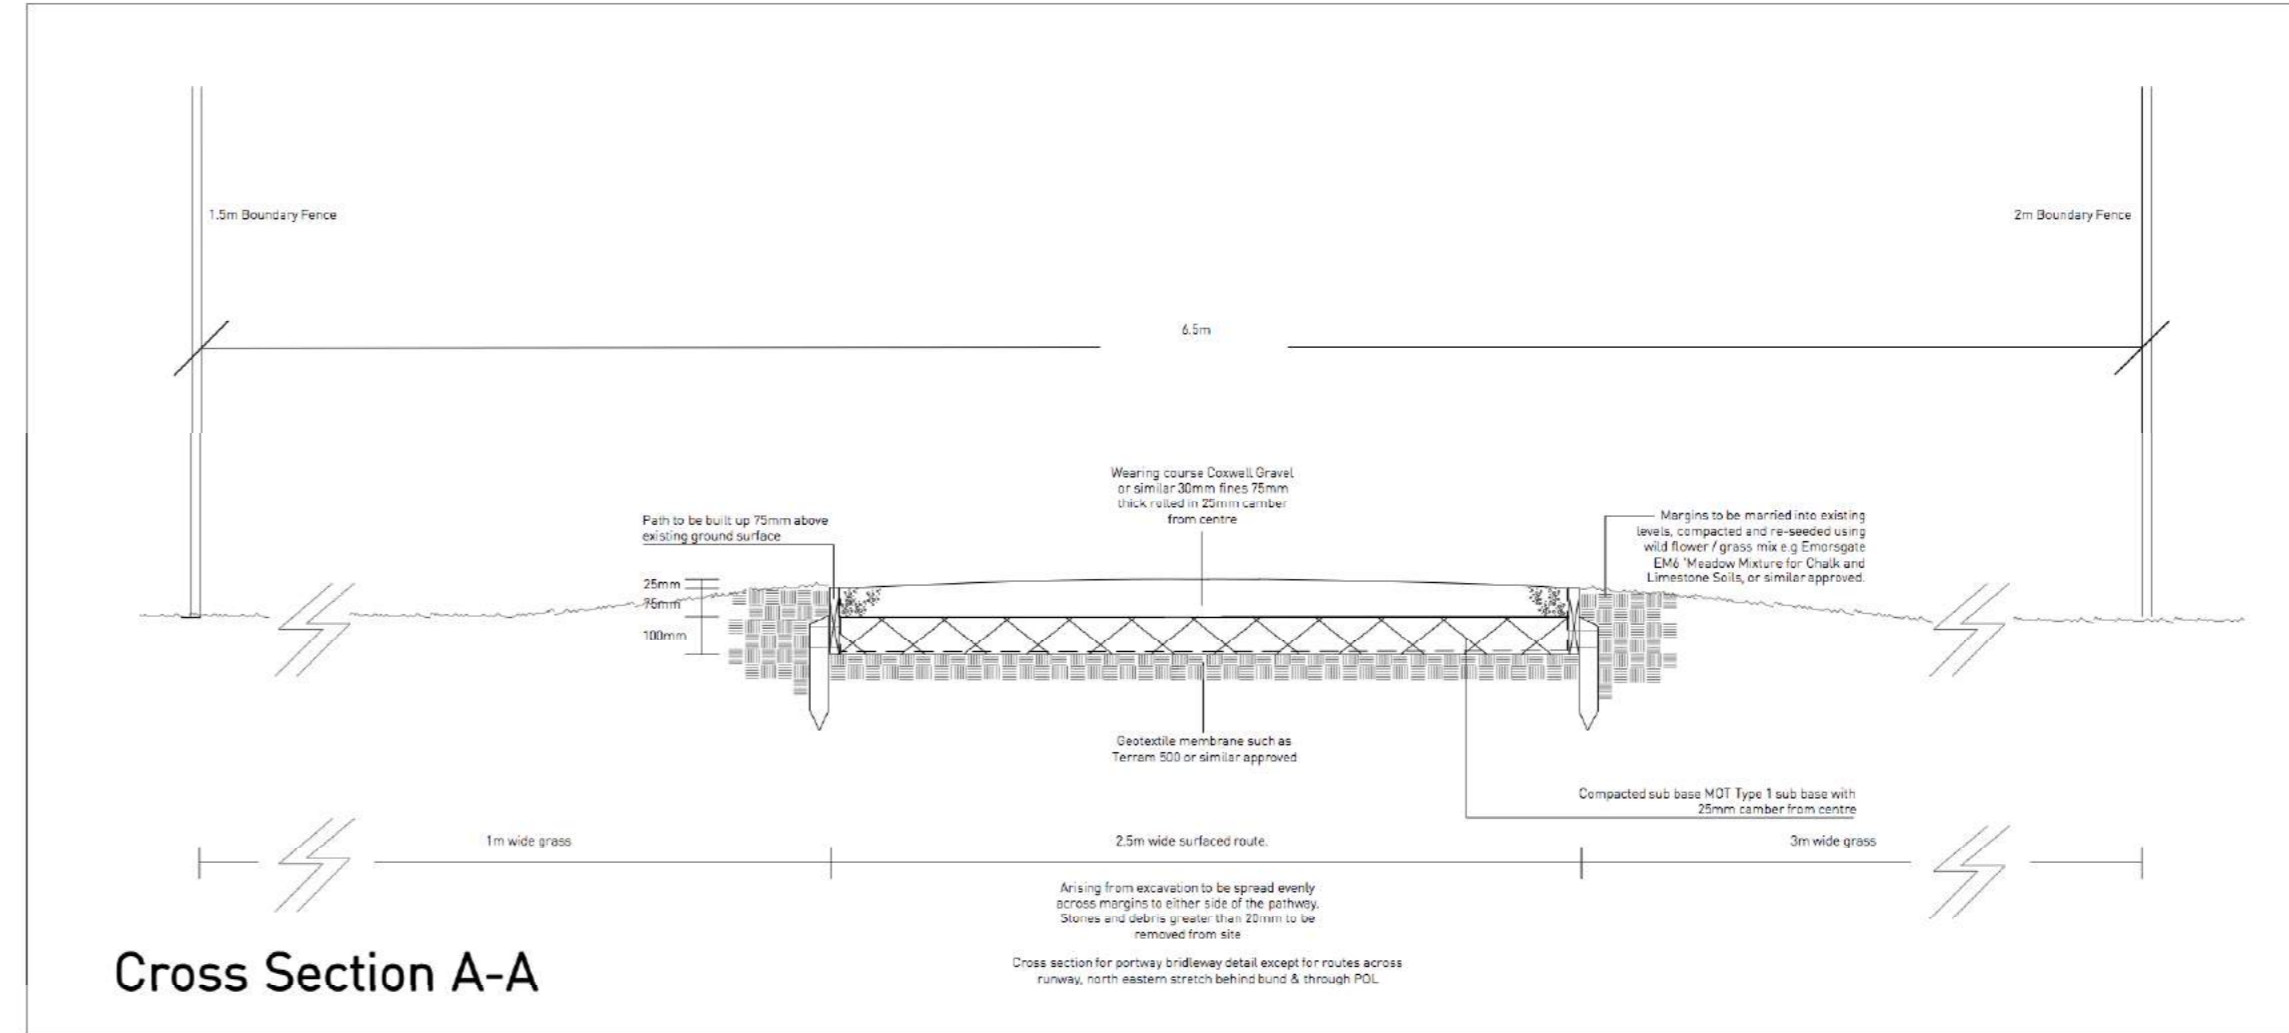 1.5m Boundary Fence
2m Boundary Fence
6.5m
Wearing course Coxwell Gravel
or similar 30mm fines 75mm
thick rolled in 25mm camber
from centre
Path to be built up 75mm above
existing ground surface
Margins to be married into existing
levels, compacted and re-seeded using
wild flower / grass mix e.g Emorsgate
EM6 'Meadow Mixture for Chalk and
Limestone Soils, or similar approved.
25mm
75mm
100mm
Geotextile membrane such as
Terram 500 or similar approved
Compacted sub base MOT Type 1 sub base with
25mm camber from centre
1m wide grass
2.5m wide surfaced route.
3m wide grass
Arising from excavation to be spread evenly
across margins to either side of the pathway.
Stones and debris greater than 20mm to be
removed from site
Cross section for portway bridleway detail except for routes across
runway, north eastern stretch behind bund & through POL
Cross Section A-A